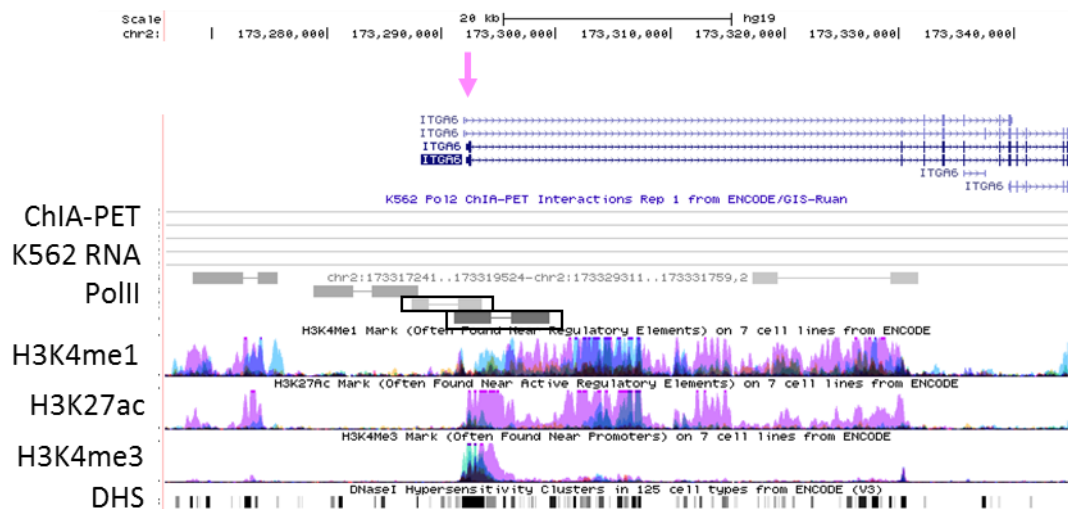 Scale 20 kb hg19
chr2: 173,280,000 173,290,000 173,300,000 173,310,000 173,320,000 173,330,000 173,340,000
ITGA6
ITGA6
ITGA6
ITGA6
ITGA6
ITGA6
K562 Pol2 ChIA-PET Interactions Rep 1 from ENCODE/GIS-Ruan
ChIA-PET
K562 RNA
chr2:173317241..173319524-chr2:173329311..173331759,2
PolII
H3K4Me1 Mark (Often Found Near Regulatory Elements) on 7 cell lines from ENCODE
H3K4me1
H3K27Ac Mark (Often Found Near Active Regulatory Elements) on 7 cell lines from ENCODE
H3K27ac
H3K4Me3 Mark (Often Found Near Promoters) on 7 cell lines from ENCODE
H3K4me3
DNaseI Hypersensitivity Clusters in 125 cell types from ENCODE (V3)
DHS